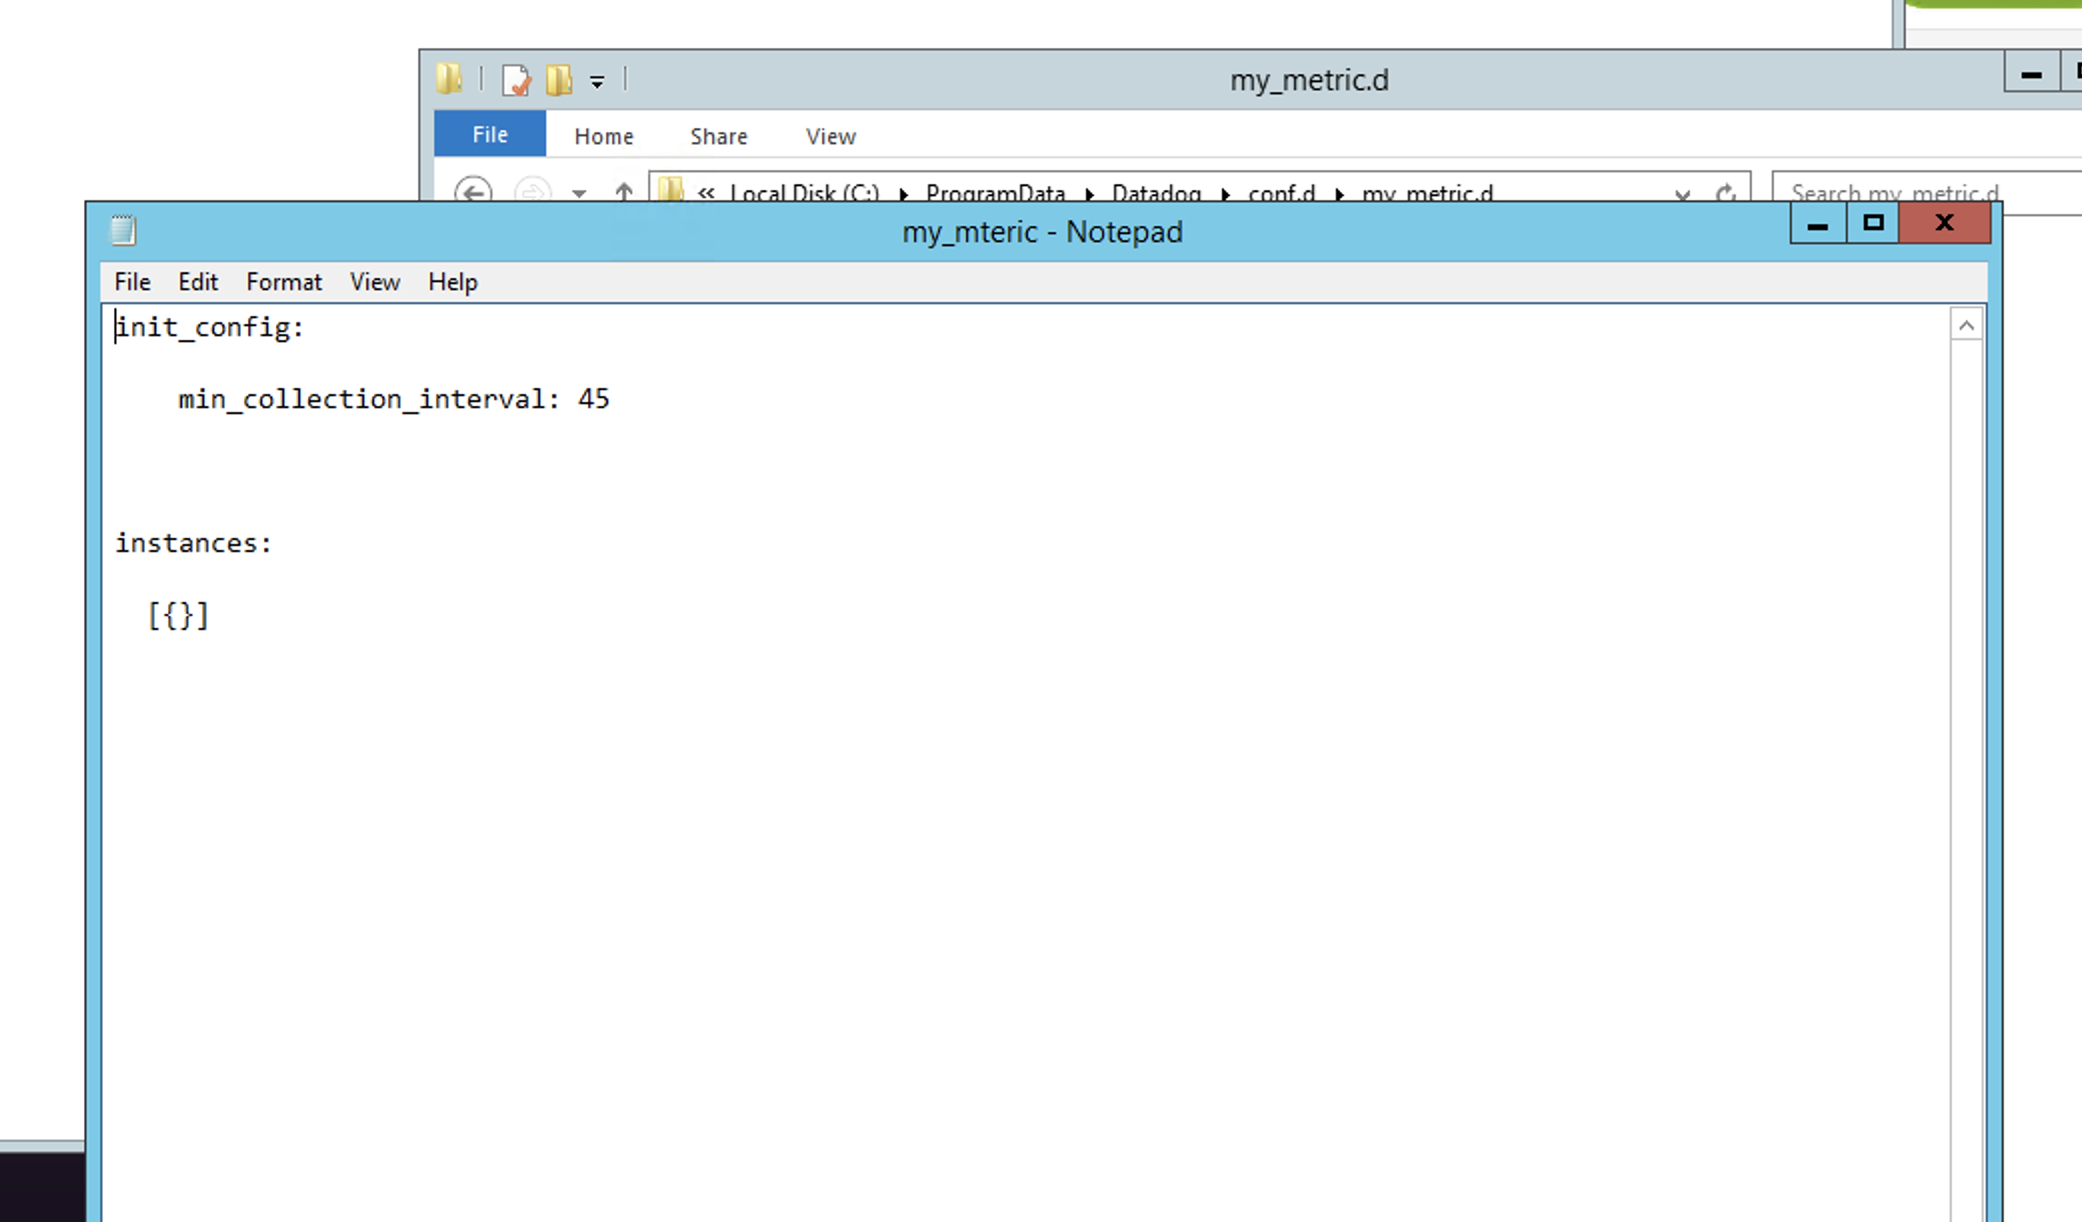 my_metric.d
File Home Share View
« Local Disk (C:) ProgramData Datadog conf.d my_metric.d Search my_metric.d
my_mteric - Notepad
File Edit Format View Help
init_config:
min_collection_interval: 45
instances:
[{}]